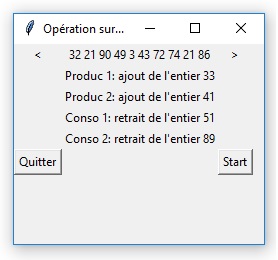 Opération sur...
< 32 21 90 49 3 43 72 74 21 86 >
Produc 1: ajout de l'entier 33
Produc 2: ajout de l'entier 41
Conso 1: retrait de l'entier 51
Conso 2: retrait de l'entier 89
Quitter Start